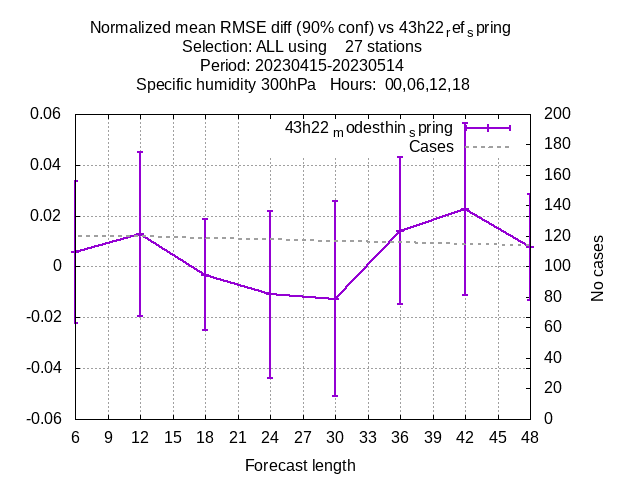 Normalized mean RMSE diff (90% conf) vs 43h22refspring
Selection: ALL using 27 stations
Period: 20230415-20230514
Specific humidity 300hPa Hours: 00,06,12,18
43h22 modesthinspring
Cases
0.06
0.04
0.02
0
-0.02
-0.04
-0.06
200
180
160
140
120
100
80
60
40
20
0
No cases
6 9 12 15 18 21 24 27 30 33 36 39 42 45 48
Forecast length